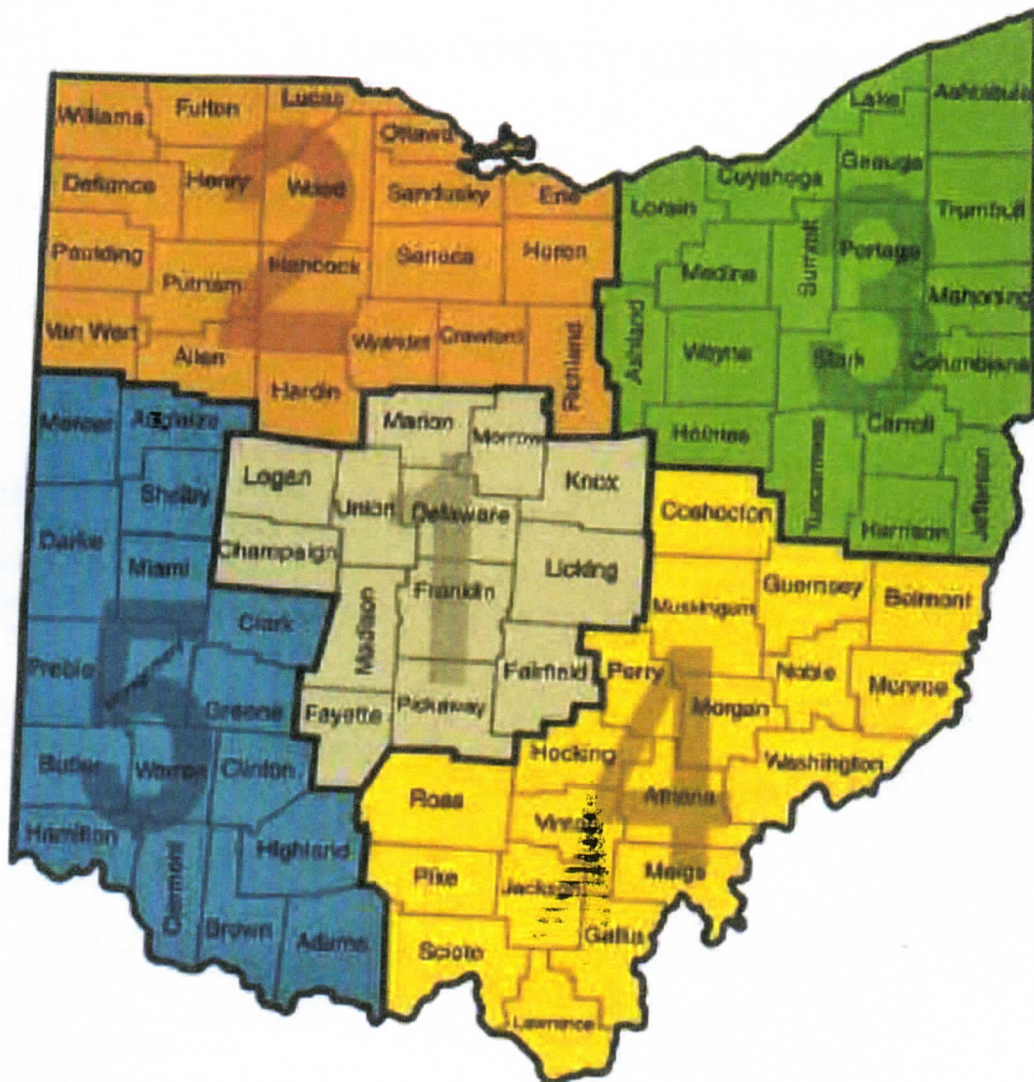 Williams
Fulton
Lucas
Ottawa
Defiance
Henry
Wood
Sandusky
Erie
Paulding
Putnam
Hancock
Seneca
Huron
Van Wert
Allen
Hardin
Wyandot
Crawford
Richland
2
Lake
Ashtabula
Geauga
Cuyahoga
Lorain
Trumbull
Portage
Summit
Medina
Mahoning
Ashland
Wayne
Stark
Columbiana
Holmes
Tuscarawas
Carroll
Harrison
Jefferson
3
Marion
Morrow
Logan
Union
Delaware
Knox
Champaign
Franklin
Licking
Madison
Fairfield
Fayette
Pickaway
1
Mercer
Auglaize
Shelby
Darke
Miami
Clark
Preble
Greene
Butler
Warren
Clinton
Hamilton
Clermont
Highland
Brown
Adams
5
Coshocton
Guernsey
Belmont
Muskingum
Perry
Noble
Monroe
Morgan
Hocking
Washington
Ross
Athens
Vinton
Pike
Jackson
Meigs
Scioto
Gallia
Lawrence
4